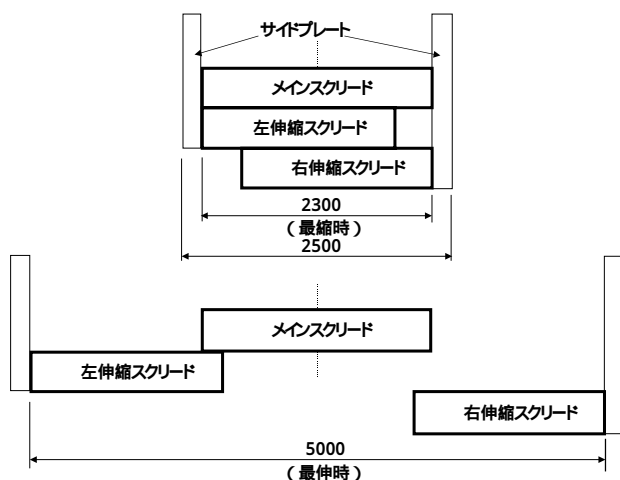 サイドプレート
メインスクリード
左伸縮スクリード
右伸縮スクリード
2300
(最縮時)
2500
メインスクリード
左伸縮スクリード
右伸縮スクリード
5000
(最伸時)